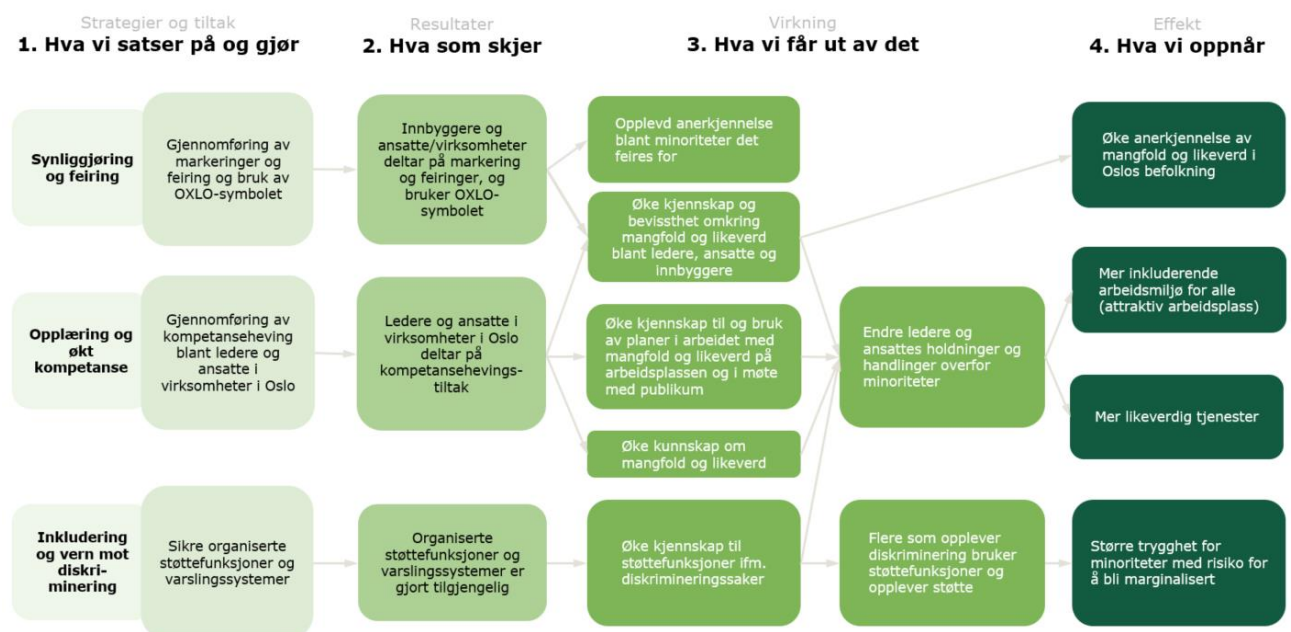 Strategier og tiltak
1. Hva vi satser på og gjør
Resultater
2. Hva som skjer
Virkning
3. Hva vi får ut av det
Effekt
4. Hva vi oppnår
Synliggjøring
og feiring
Gjennomføring av
markeringer og
feiring og bruk av
OXLO-symbolet
Innbyggere og
ansatte/virksomheter
deltar på markering
og feiringer, og
bruker OXLO-
symbolet
Opplevd anerkjennelse
blant minoriteter det
feires for
Øke kjennskap og
bevissthet omkring
mangfold og likeverd
blant ledere, ansatte og
innbyggere
Øke anerkjennelse av
mangfold og likeverd i
Oslos befolkning
Opplæring og
økt
kompetanse
Gjennomføring av
kompetanseheving
blant ledere og
ansatte i
virksomheter i Oslo
Ledere og ansatte i
virksomheter i Oslo
deltar på
kompetansehevings-
tiltak
Øke kjennskap til og bruk
av planer i arbeidet med
mangfold og likeverd på
arbeidsplassen og i møte
med publikum
Øke kunnskap om
mangfold og likeverd
Endre ledere og
ansattes holdninger og
handlinger overfor
minoriteter
Mer inkluderende
arbeidsmiljø for alle
(attraktiv arbeidsplass)
Mer likeverdig tjenester
Inkludering
og vern mot
diskri-
minering
Sikre organiserte
støttefunksjoner og
varslingssystemer
Organiserte
støttefunksjoner og
varslingssystemer er
gjort tilgjengelig
Øke kjennskap til
støttefunksjoner ifm.
diskrimineringssaker
Flere som opplever
diskriminering bruker
støttefunksjoner og
opplever støtte
Større trygghet for
minoriteter med risiko for
å bli marginalisert